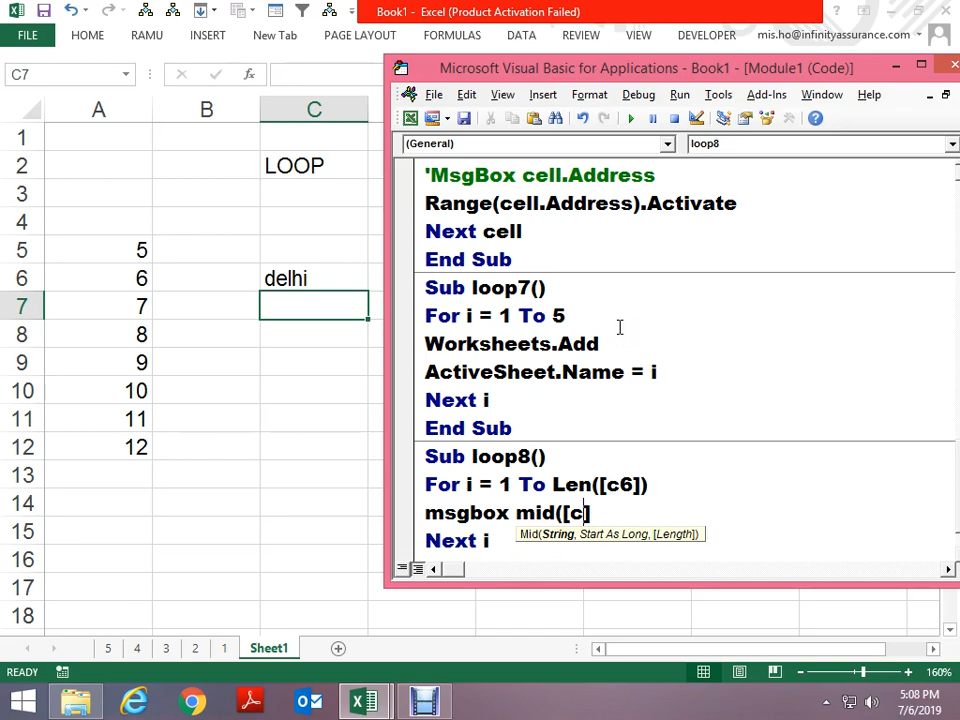 Book1 - Excel (Product Activation Failed)
FILE HOME RAMU INSERT New Tab PAGE LAYOUT FORMULAS DATA REVIEW VIEW DEVELOPER mis.ho@infinityassurance.com
C7 fx
Microsoft Visual Basic for Applications - Book1 - [Module1 (Code)]
File Edit View Insert Format Debug Run Tools Add-Ins Window Help
(General) loop8
A B C
1
2 LOOP
3
4
5 5
6 6 delhi
7 7
8 8
9 9
10 10
11 11
12 12
13
14
15
16
17
18
'MsgBox cell.Address
Range(cell.Address).Activate
Next cell
End Sub
Sub loop7()
For i = 1 To 5
Worksheets.Add
ActiveSheet.Name = i
Next i
End Sub
Sub loop8()
For i = 1 To Len([c6])
msgbox mid([c]
Mid(String, Start As Long, [Length])
Next i
5 4 3 2 1 Sheet1
READY 160%
5:08 PM
7/6/2019